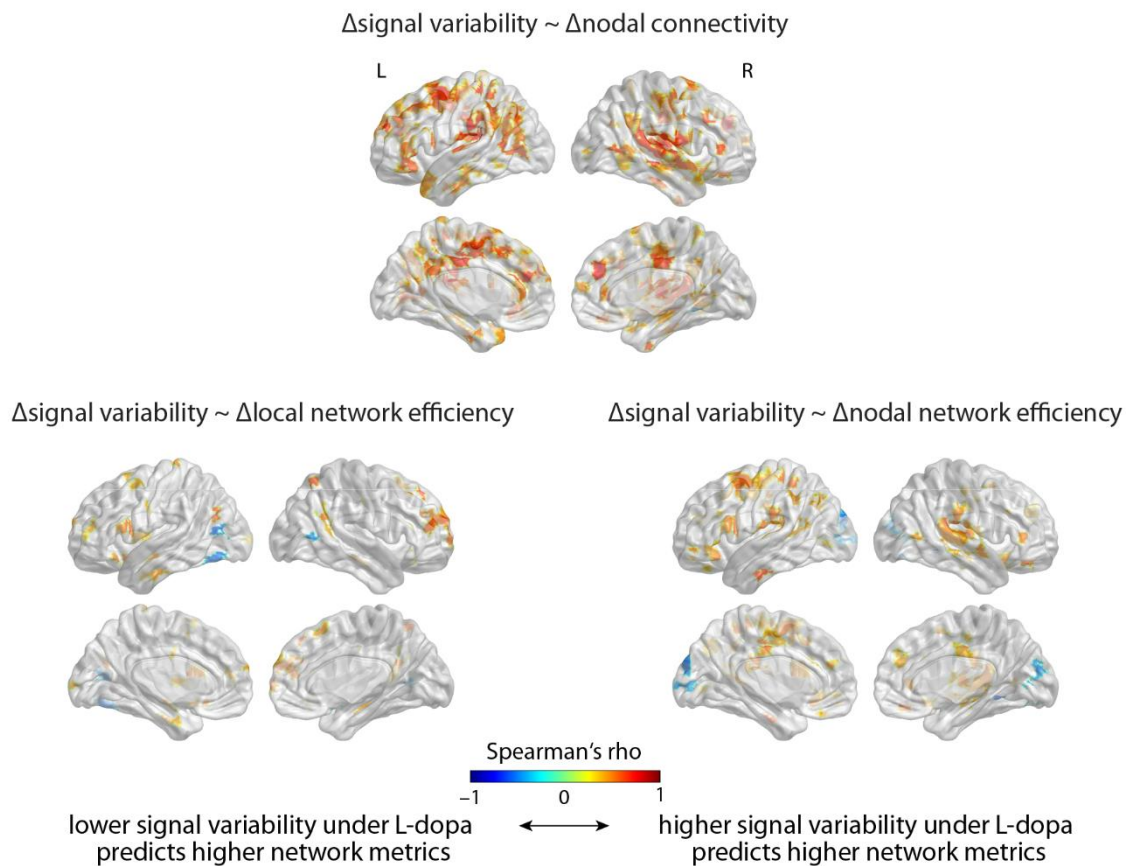 Δsignal variability ~ Δnodal connectivity
L
R
Δsignal variability ~ Δlocal network efficiency
Δsignal variability ~ Δnodal network efficiency
Spearman's rho
−1 0 1
lower signal variability under L-dopa
predicts higher network metrics
higher signal variability under L-dopa
predicts higher network metrics